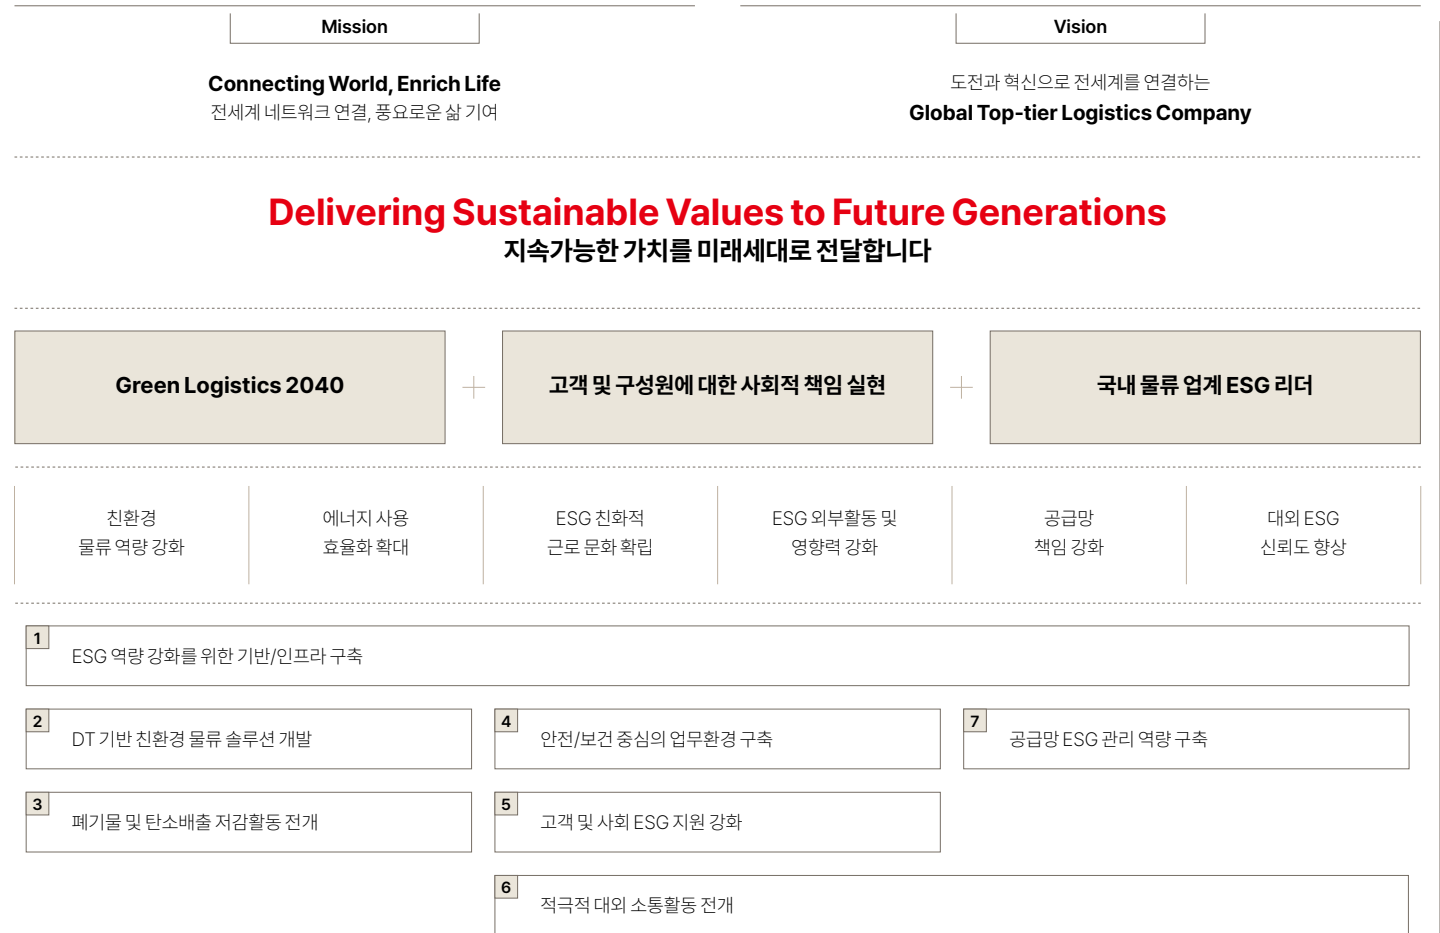 Mission
Connecting World, Enrich Life
전세계 네트워크 연결, 풍요로운 삶 기여
Vision
도전과 혁신으로 전세계를 연결하는
Global Top-tier Logistics Company
Delivering Sustainable Values to Future Generations
지속가능한 가치를 미래세대로 전달합니다
Green Logistics 2040
고객 및 구성원에 대한 사회적 책임 실현
국내 물류 업계 ESG 리더
친환경
물류 역량 강화
에너지 사용
효율화 확대
ESG 친화적
근로 문화 확립
ESG 외부활동 및
영향력 강화
공급망
책임 강화
대외 ESG
신뢰도 향상
1
ESG 역량 강화를 위한 기반/인프라 구축
2
DT 기반 친환경 물류 솔루션 개발
3
폐기물 및 탄소배출 저감활동 전개
4
안전/보건 중심의 업무환경 구축
5
고객 및 사회 ESG 지원 강화
6
적극적 대외 소통활동 전개
7
공급망 ESG 관리 역량 구축